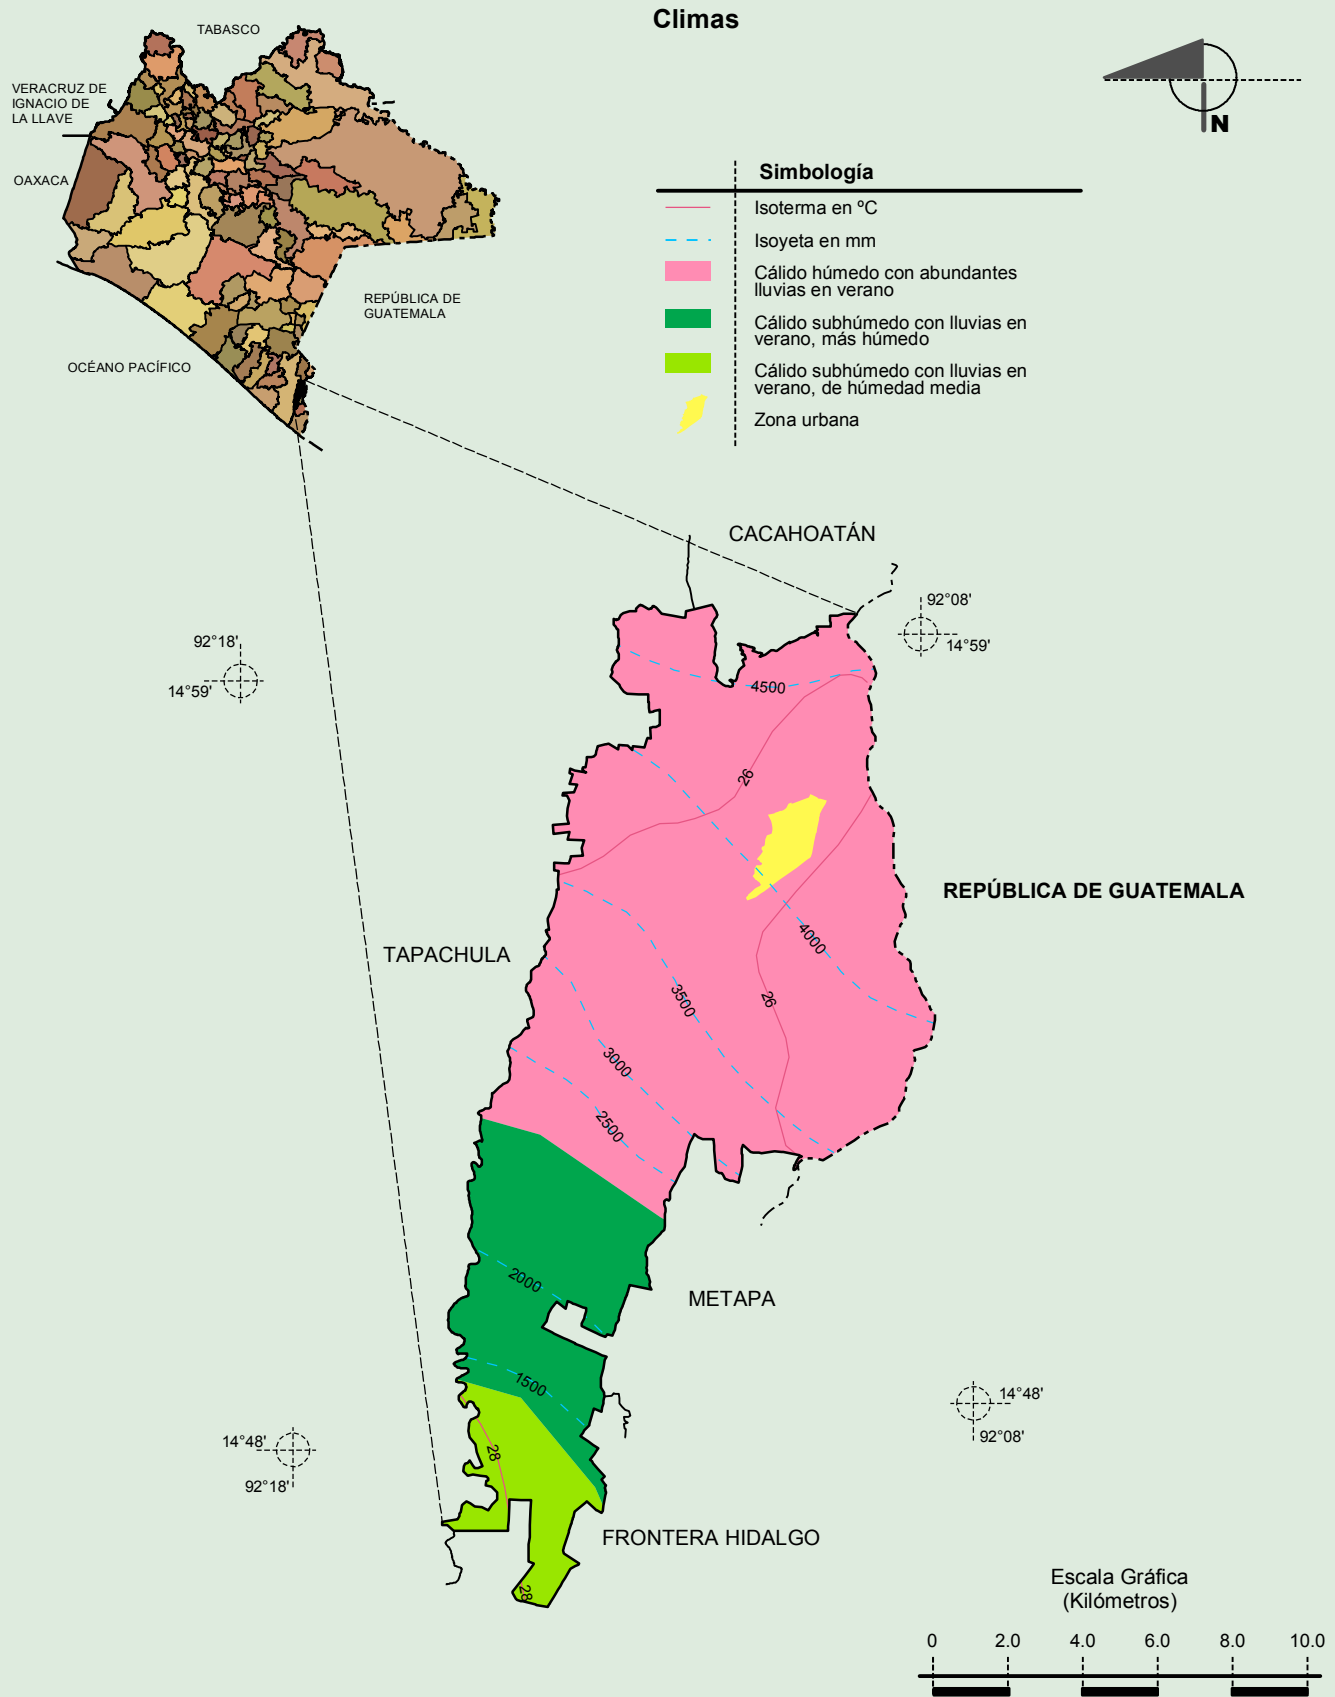 Climas
TABASCO
VERACRUZ DE
IGNACIO DE
LA LLAVE
OAXACA
REPÚBLICA DE
GUATEMALA
OCÉANO PACÍFICO
N
Simbología
Isoterma en ºC
Isoyeta en mm
Cálido húmedo con abundantes
lluvias en verano
Cálido subhúmedo con lluvias en
verano, más húmedo
Cálido subhúmedo con lluvias en
verano, de húmedad media
Zona urbana
CACAHOATÁN
92°18'
14°59'
92°08'
14°59'
4500
26
REPÚBLICA DE GUATEMALA
TAPACHULA
4000
3500
26
3000
2500
2000
METAPA
1500
14°48'
92°08'
14°48'
92°18'
28
FRONTERA HIDALGO
28
Escala Gráfica
(Kilómetros)
0 2.0 4.0 6.0 8.0 10.0